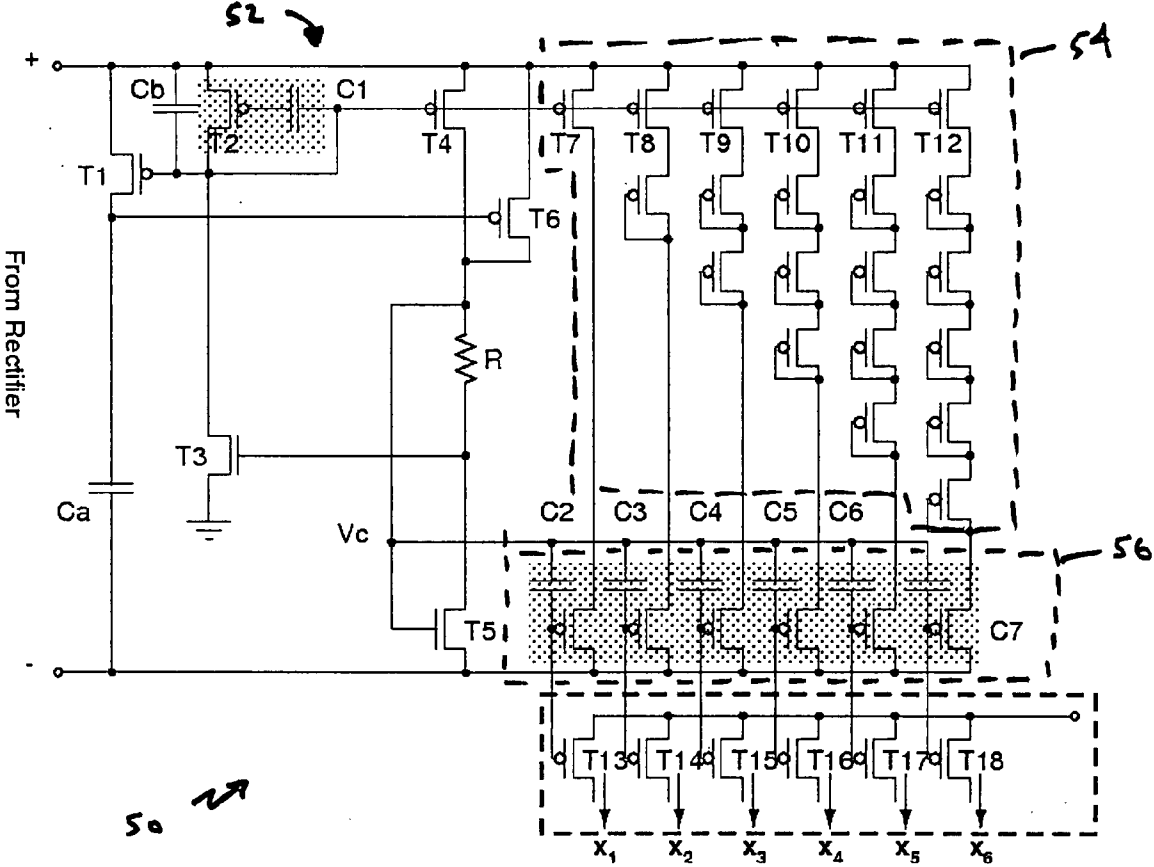 52
54
+
Cb
C1
T2
T4
T7
T8
T9
T10
T11
T12
T1
T6
From Rectifier
R
T3
Ca
C2
C3
C4
C5
C6
Vc
56
T5
C7
-
T13
T14
T15
T16
T17
T18
50
x1
x2
x3
x4
x5
x6